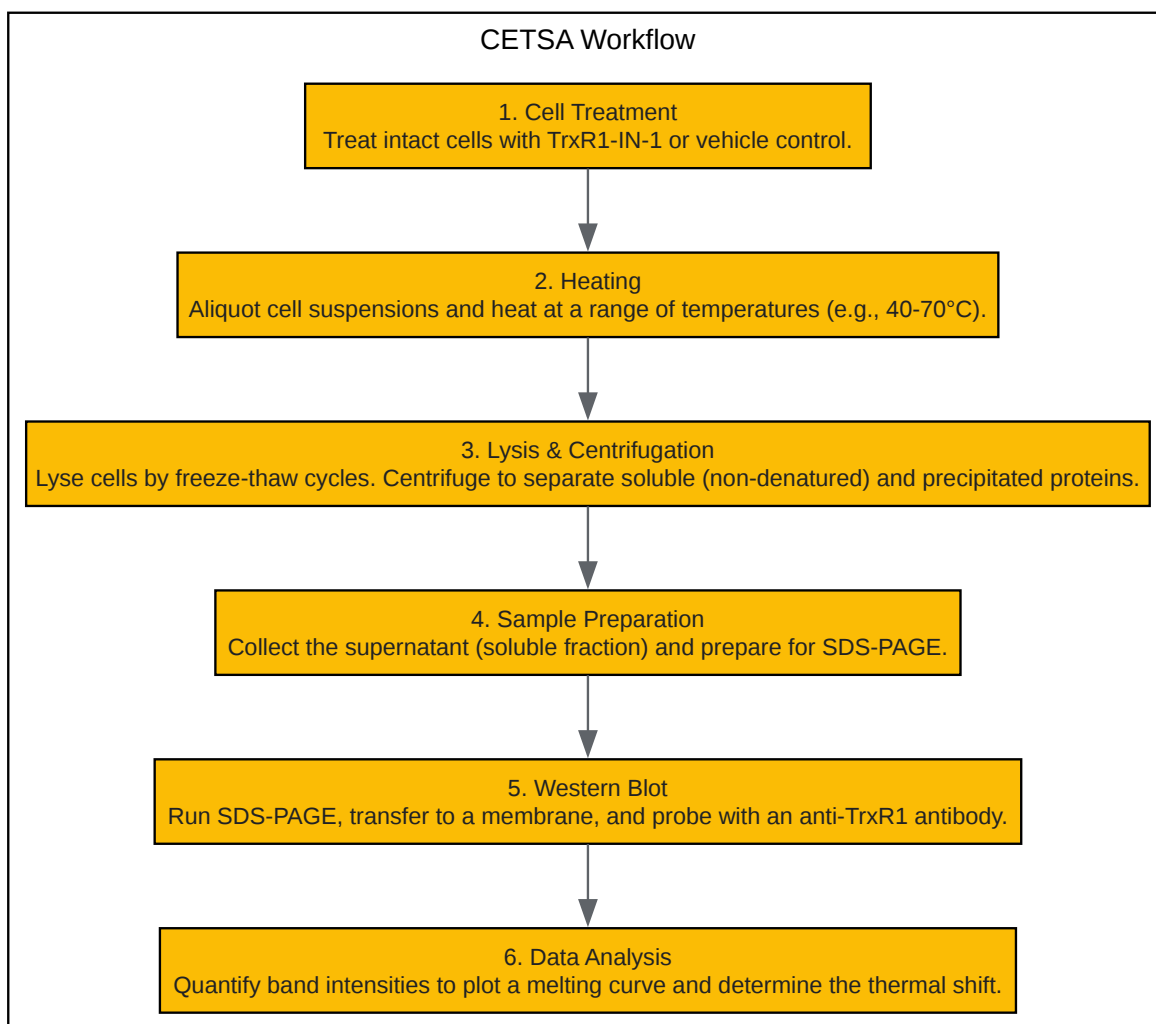 CETSA Workflow
1. Cell Treatment
Treat intact cells with TrxR1-IN-1 or vehicle control.
2. Heating
Aliquot cell suspensions and heat at a range of temperatures (e.g., 40-70°C).
3. Lysis & Centrifugation
Lyse cells by freeze-thaw cycles. Centrifuge to separate soluble (non-denatured) and precipitated proteins.
4. Sample Preparation
Collect the supernatant (soluble fraction) and prepare for SDS-PAGE.
5. Western Blot
Run SDS-PAGE, transfer to a membrane, and probe with an anti-TrxR1 antibody.
6. Data Analysis
Quantify band intensities to plot a melting curve and determine the thermal shift.